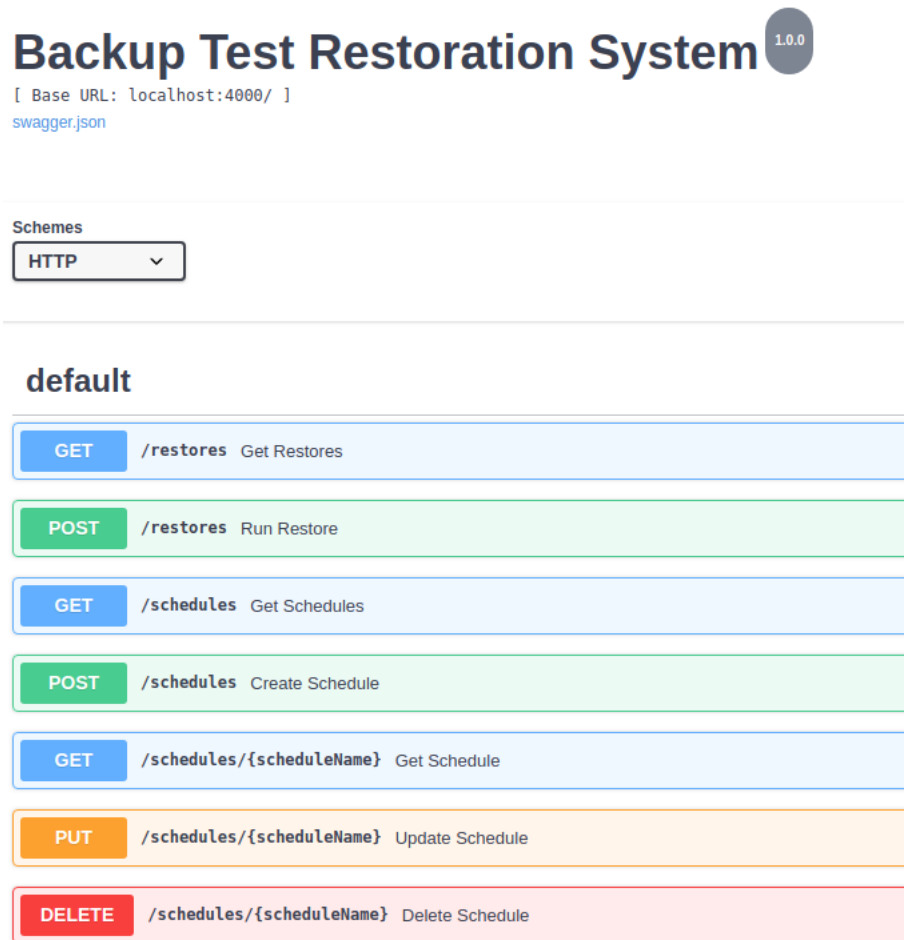 Backup Test Restoration System 1.0.0
[ Base URL: localhost:4000/ ]
swagger.json
Schemes
HTTP
default
GET /restores Get Restores
POST /restores Run Restore
GET /schedules Get Schedules
POST /schedules Create Schedule
GET /schedules/{scheduleName} Get Schedule
PUT /schedules/{scheduleName} Update Schedule
DELETE /schedules/{scheduleName} Delete Schedule